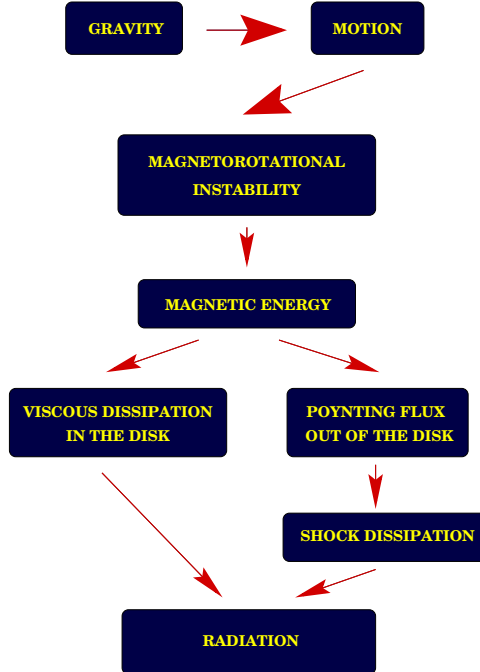 GRAVITY
MOTION
MAGNETOROTATIONAL
INSTABILITY
MAGNETIC ENERGY
VISCOUS DISSIPATION
IN THE DISK
POYNTING FLUX
OUT OF THE DISK
SHOCK DISSIPATION
RADIATION